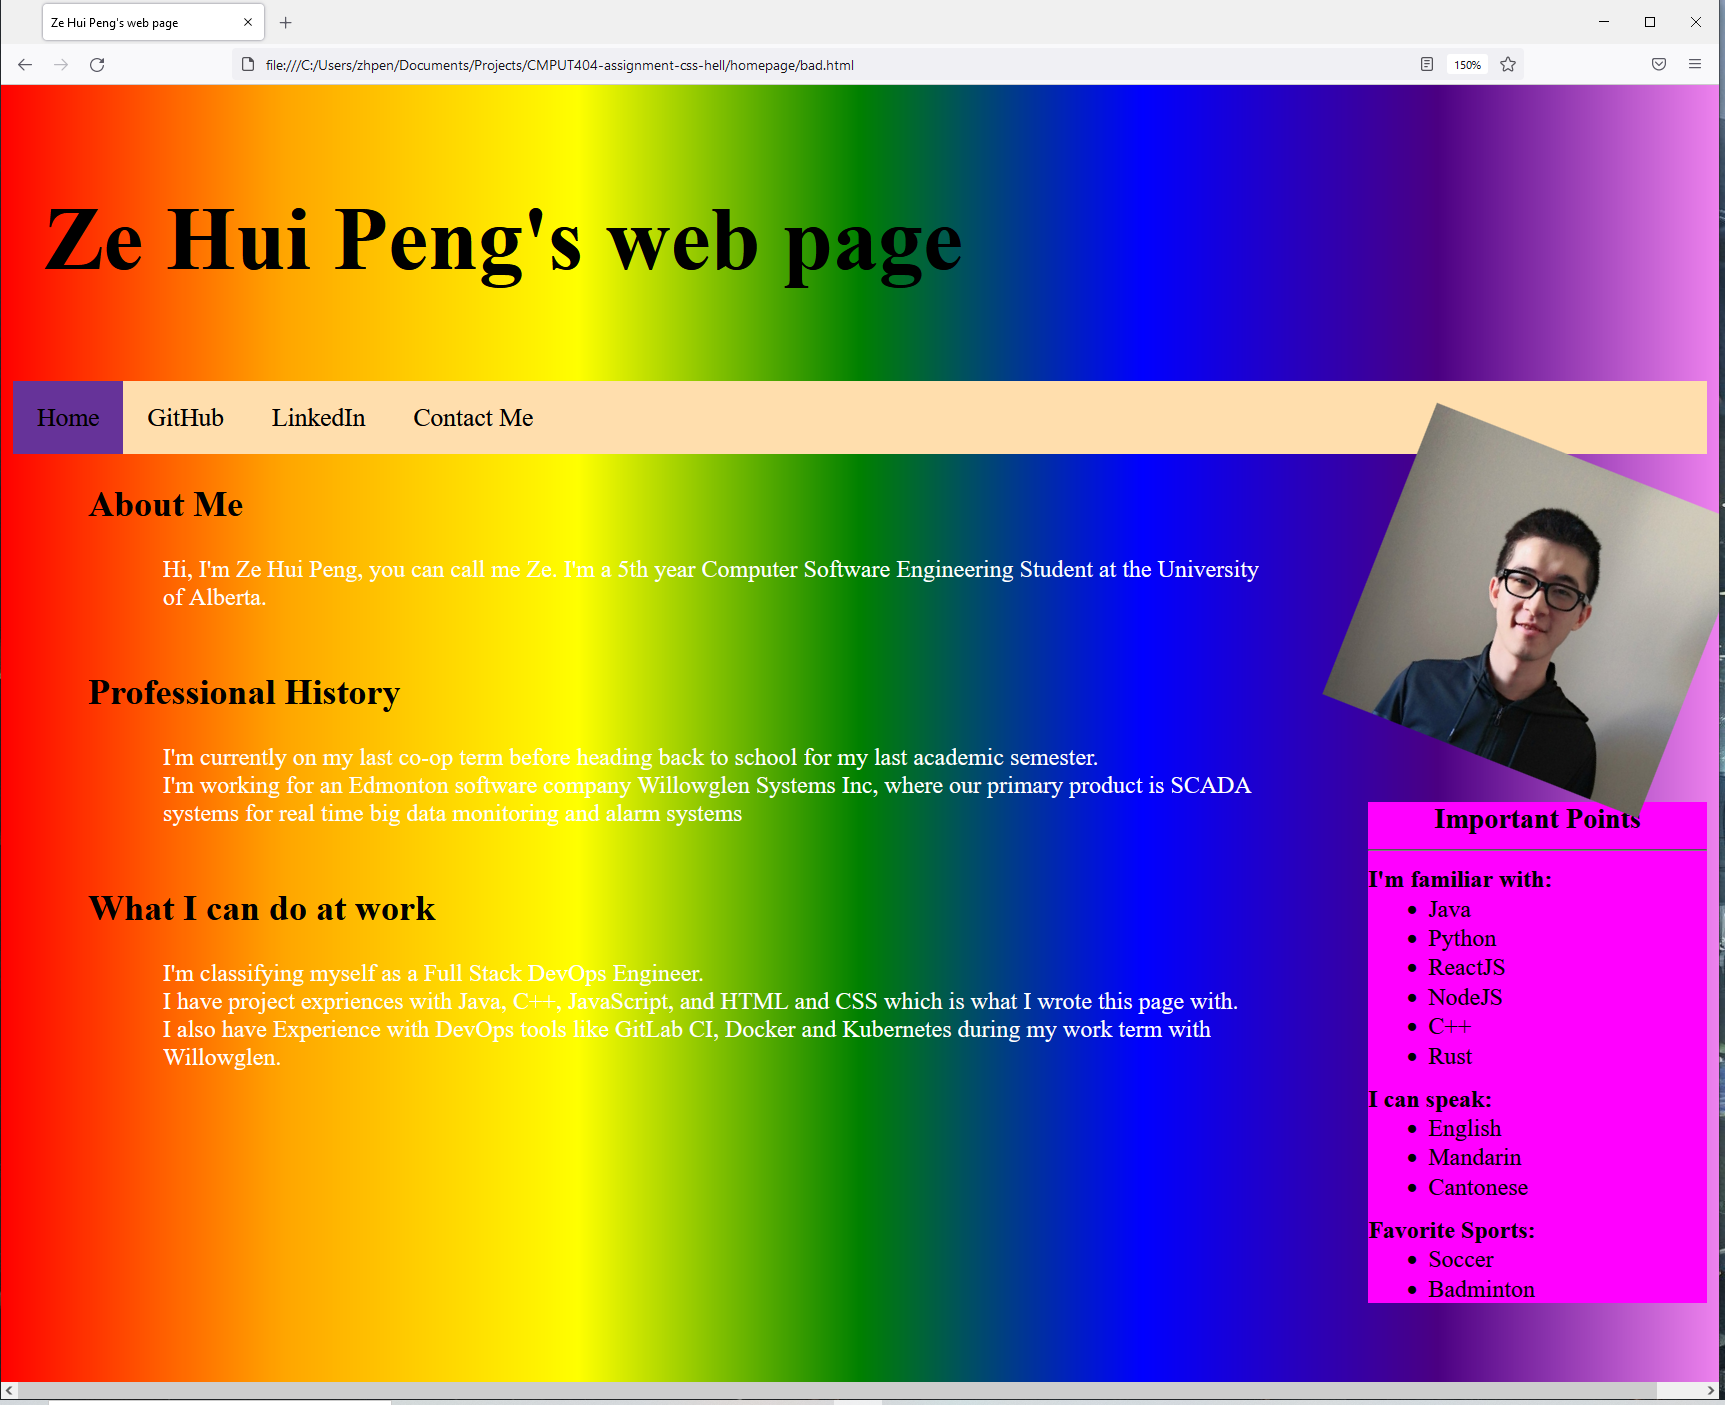 Ze Hui Peng's web page
file:///C:/Users/zhpen/Documents/Projects/CMPUT404-assignment-css-hell/homepage/bad.html
150%
Ze Hui Peng's web page
Home GitHub LinkedIn Contact Me
About Me
Hi, I'm Ze Hui Peng, you can call me Ze. I'm a 5th year Computer Software Engineering Student at the University
of Alberta.
Professional History
I'm currently on my last co-op term before heading back to school for my last academic semester.
I'm working for an Edmonton software company Willowglen Systems Inc, where our primary product is SCADA
systems for real time big data monitoring and alarm systems
What I can do at work
I'm classifying myself as a Full Stack DevOps Engineer.
I have project expriences with Java, C++, JavaScript, and HTML and CSS which is what I wrote this page with.
I also have Experience with DevOps tools like GitLab CI, Docker and Kubernetes during my work term with
Willowglen.
Important Points
I'm familiar with:
• Java
• Python
• ReactJS
• NodeJS
• C++
• Rust
I can speak:
• English
• Mandarin
• Cantonese
Favorite Sports:
• Soccer
• Badminton